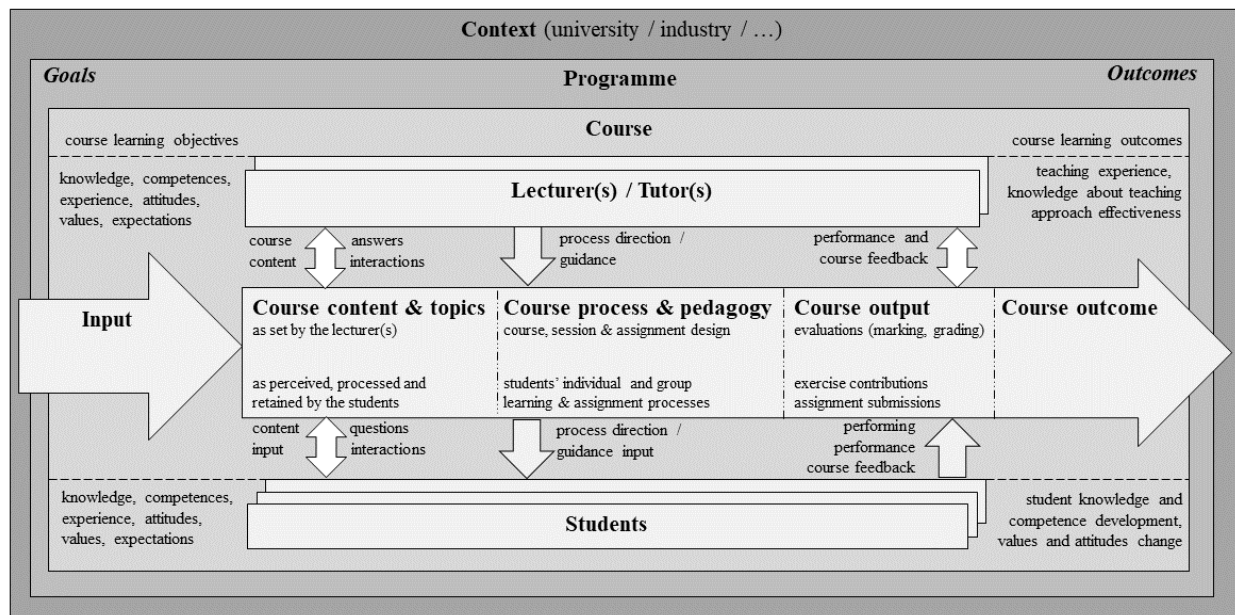 Context (university / industry / …)
Goals
Programme
Outcomes
Course
course learning objectives
course learning outcomes
knowledge, competences,
experience, attitudes,
values, expectations
Lecturer(s) / Tutor(s)
teaching experience,
knowledge about teaching
approach effectiveness
course
content
answers
interactions
process direction /
guidance
performance and
course feedback
Input
Course content & topics
as set by the lecturer(s)
as perceived, processed and
retained by the students
Course process & pedagogy
course, session & assignment design
students' individual and group
learning & assignment processes
Course output
evaluations (marking, grading)
exercise contributions
assignment submissions
Course outcome
content
input
questions
interactions
process direction /
guidance input
performing
performance
course feedback
knowledge, competences,
experience, attitudes,
values, expectations
Students
student knowledge and
competence development,
values and attitudes change